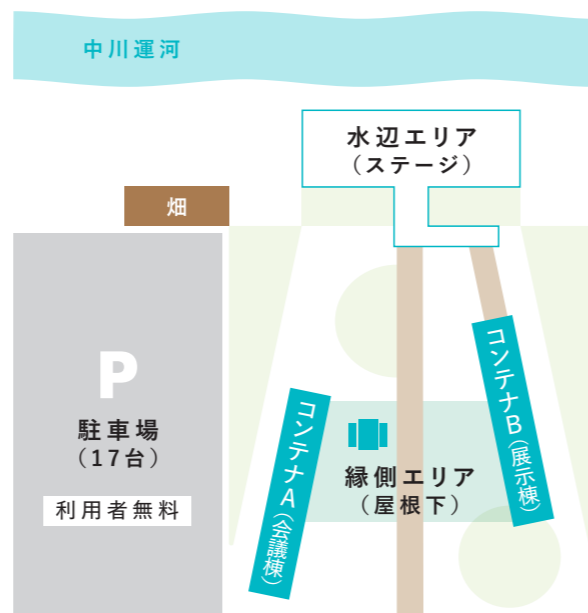 中川運河
水辺エリア
（ステージ）
畑
P
駐車場
（17台）
利用者無料
コンテナA（会議棟）
縁側エリア
（屋根下）
コンテナB（展示棟）